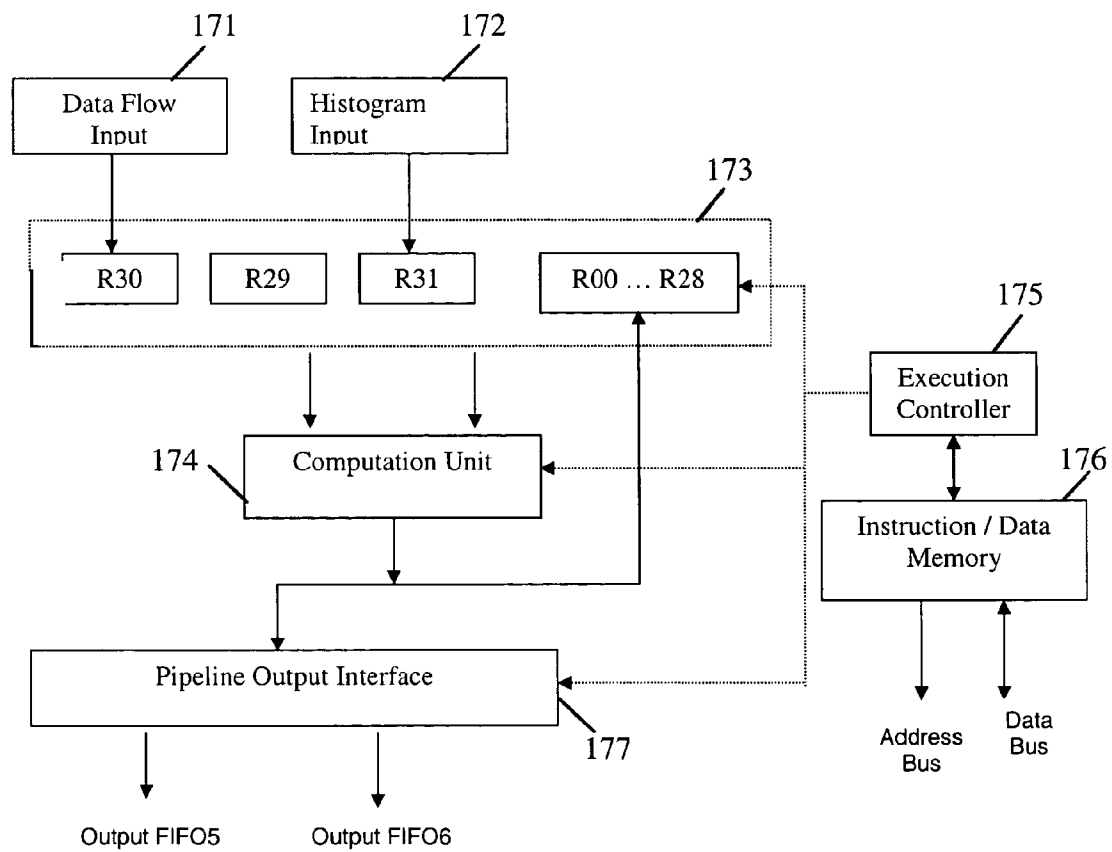 171
172
Data Flow
Input
Histogram
Input
173
R30
R29
R31
R00 ... R28
175
Execution
Controller
174
Computation Unit
176
Instruction / Data
Memory
Pipeline Output Interface
177
Address
Bus
Data
Bus
Output FIFO5
Output FIFO6